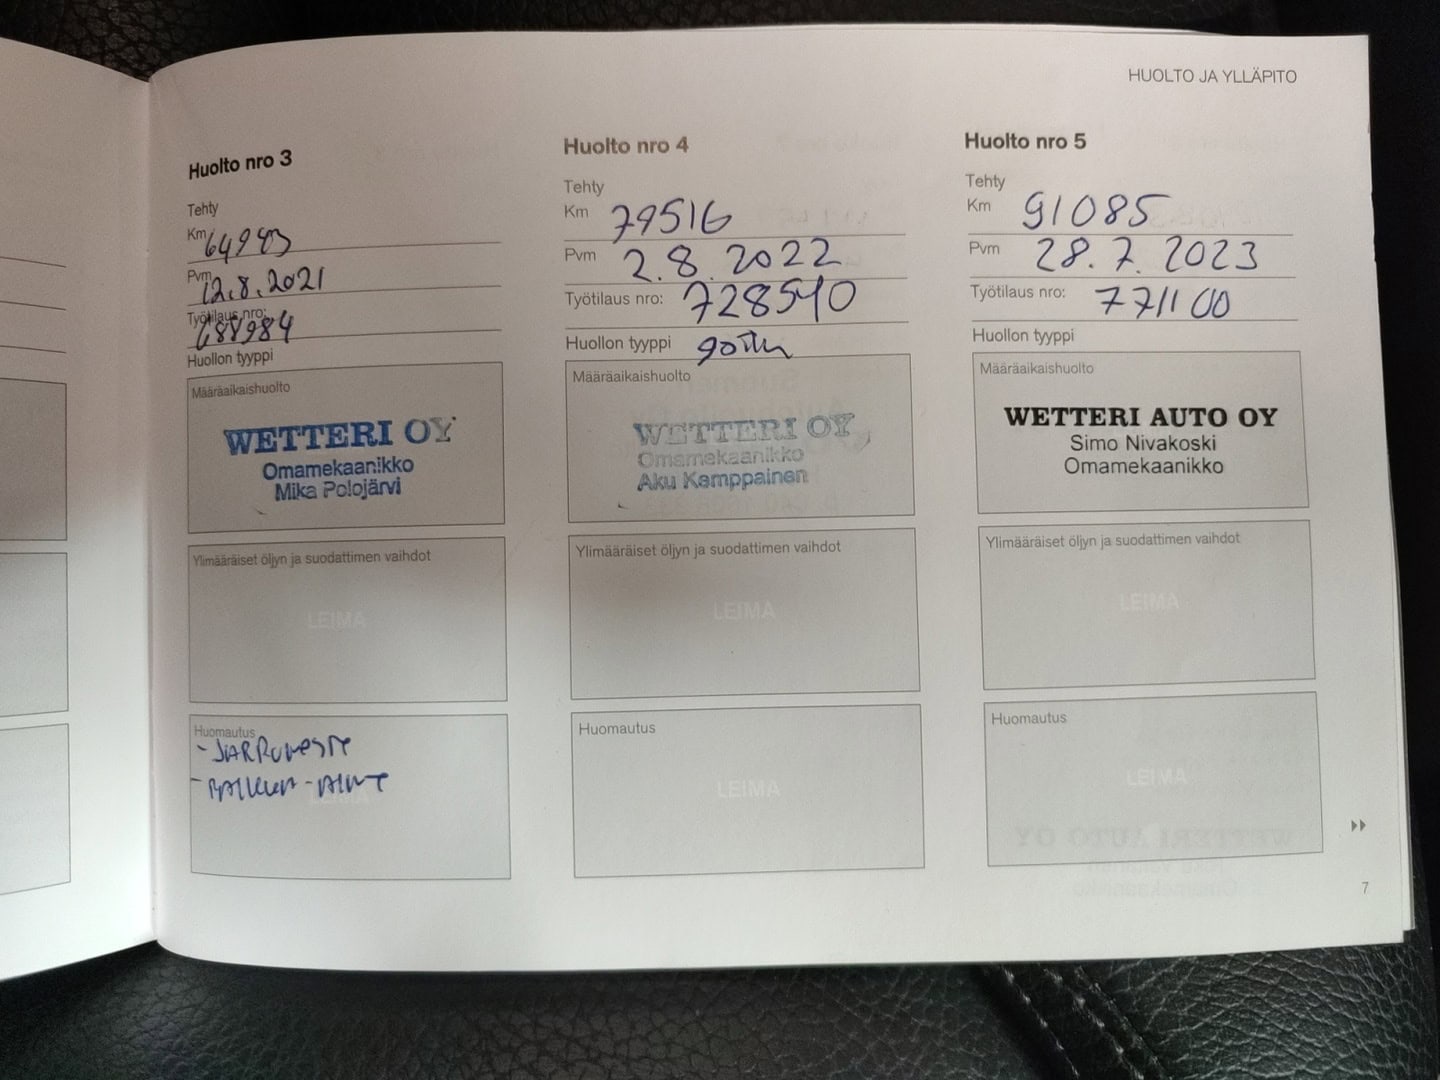 HUOLTO JA YLLÄPITO
Huolto nro 3
Tehty
Km 64983
Pvm 12.8.2021
Työtilaus nro: 688984
Huollon tyyppi
Määräaikaishuolto
WETTERI OY
Omamekaanikko
Mika Polojärvi
Ylimääräiset öljyn ja suodattimen vaihdot
LEIMA
Huomautus
- JARRUNESTE
LEIMA
Huolto nro 4
Tehty
Km 79516
Pvm 2.8.2022
Työtilaus nro: 728540
Huollon tyyppi
Määräaikaishuolto
WETTERI OY
Omamekaanikko
Aku Kemppainen
Ylimääräiset öljyn ja suodattimen vaihdot
LEIMA
Huomautus
LEIMA
Huolto nro 5
Tehty
Km 91085
Pvm 28.7.2023
Työtilaus nro: 771100
Huollon tyyppi
Määräaikaishuolto
WETTERI AUTO OY
Simo Nivakoski
Omamekaanikko
Ylimääräiset öljyn ja suodattimen vaihdot
LEIMA
Huomautus
LEIMA
7